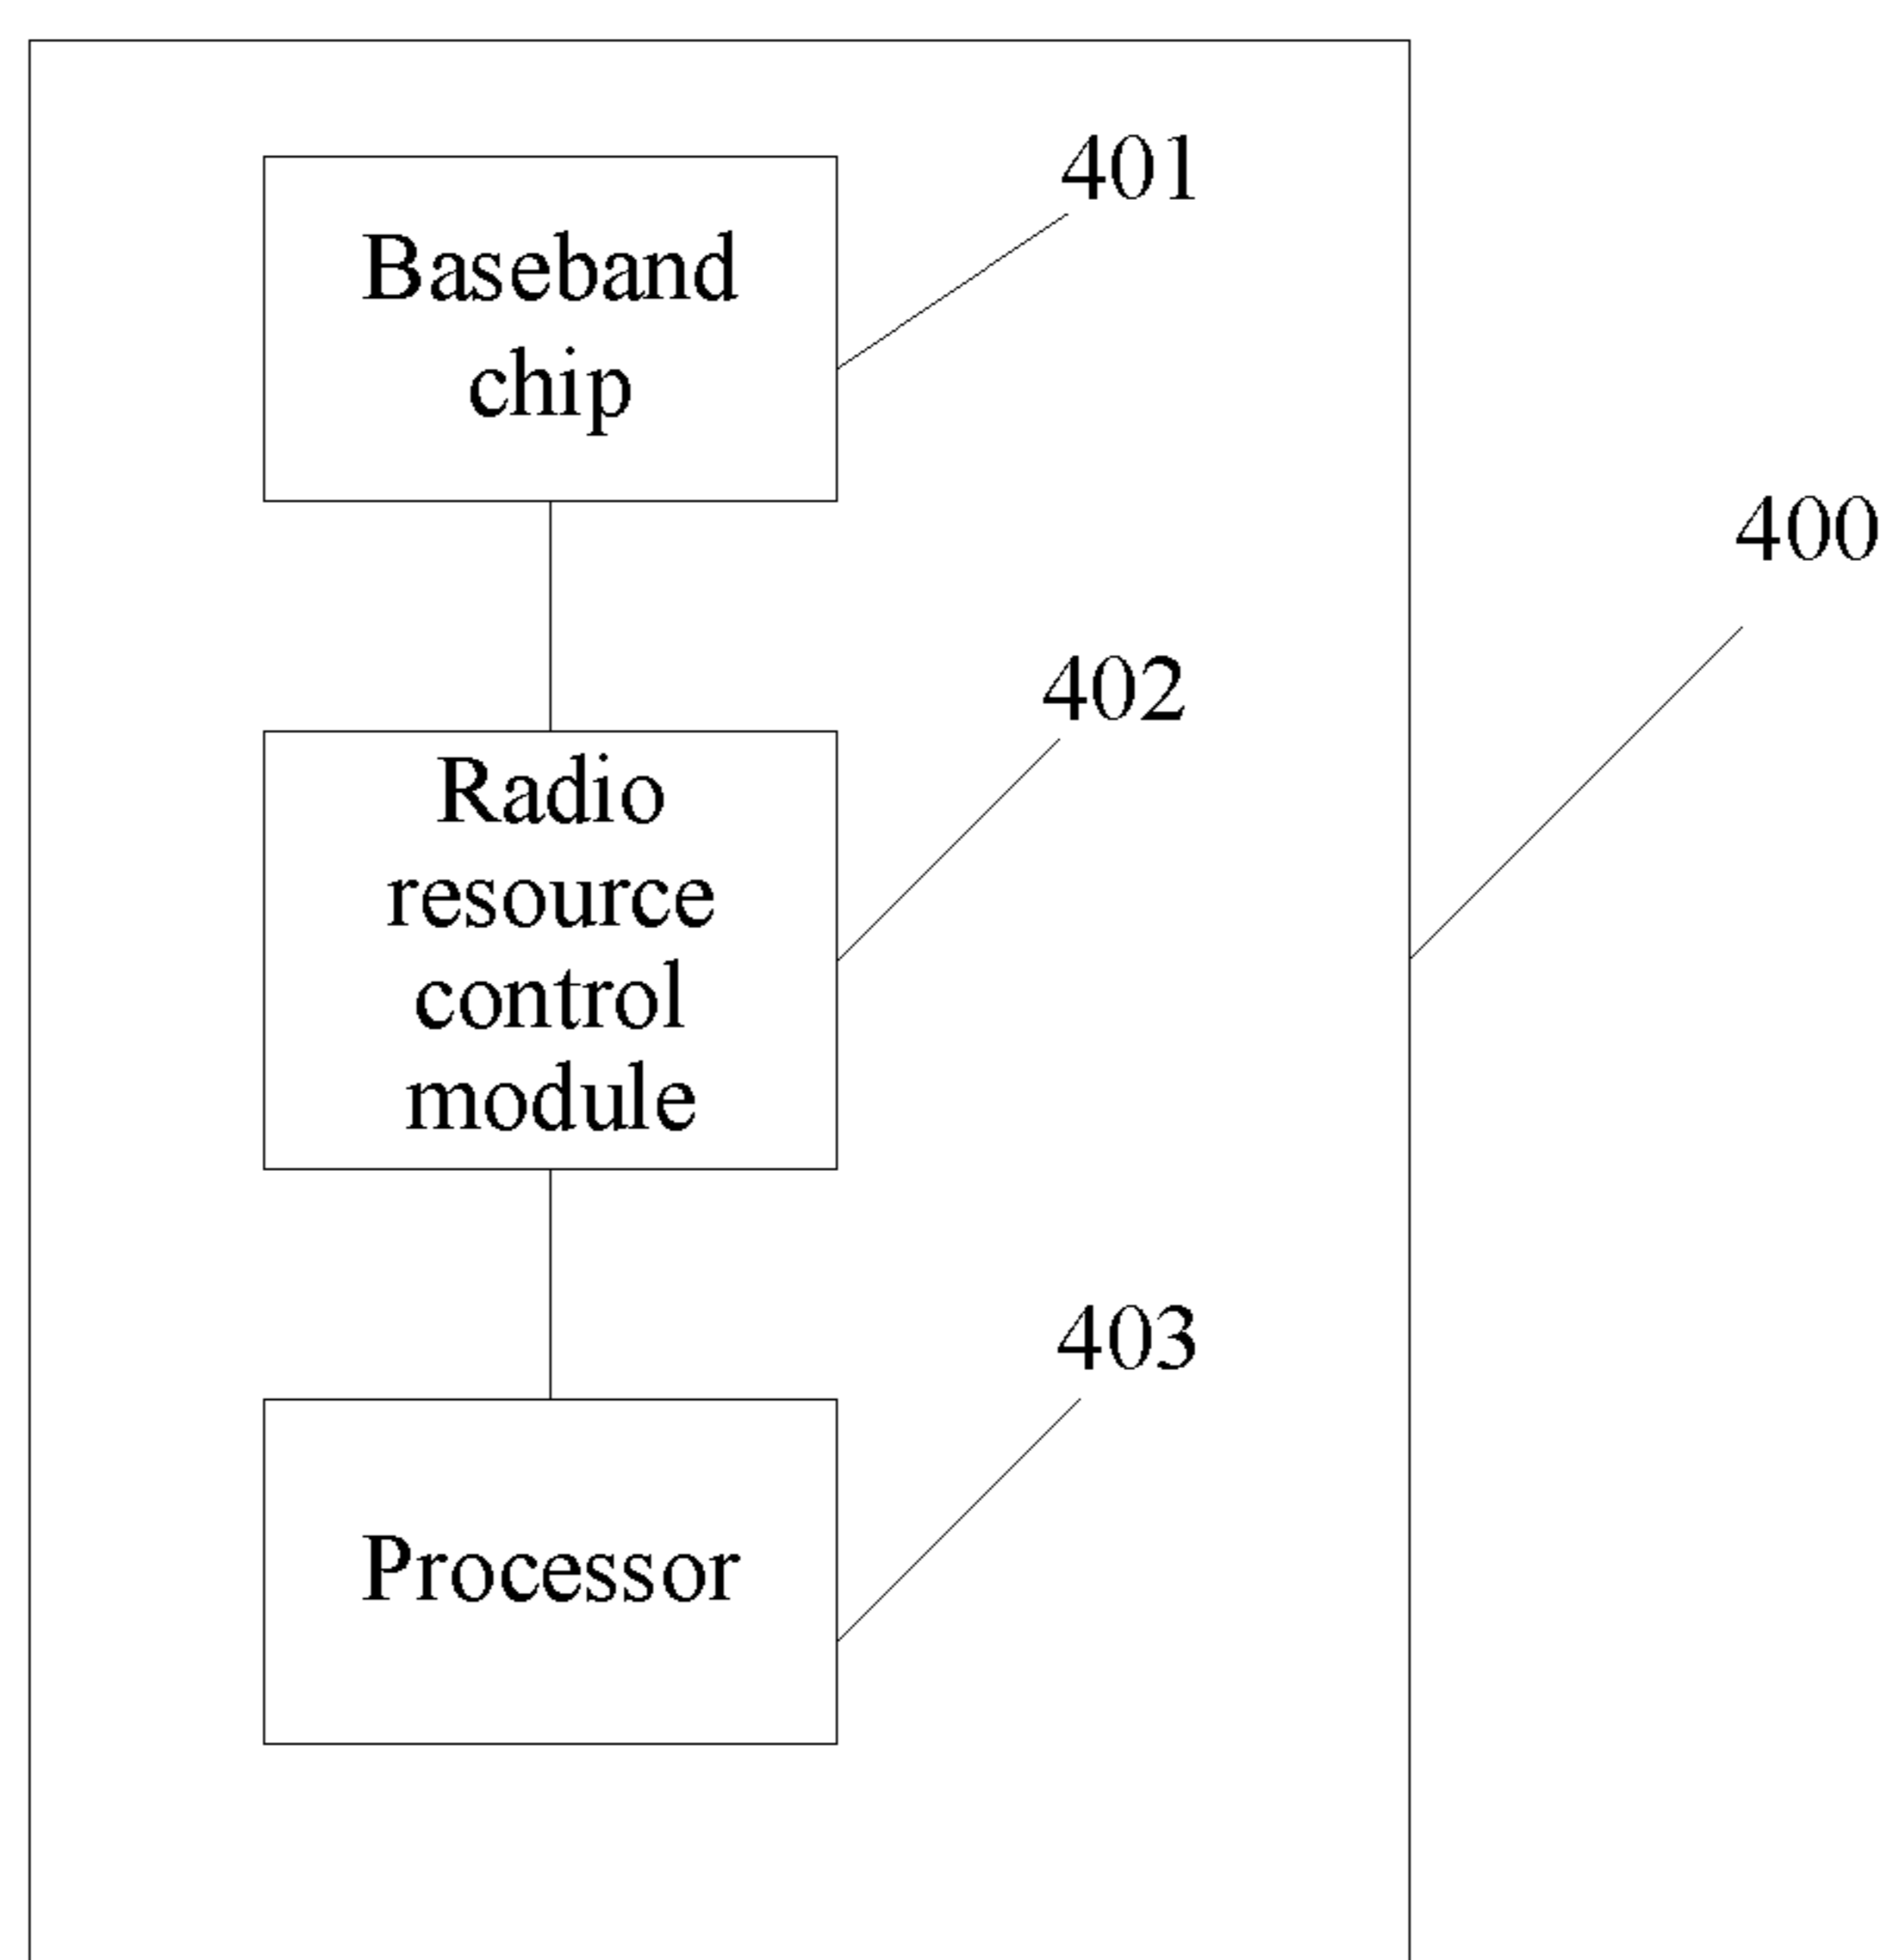 401
Baseband
chip
400
402
Radio
resource
control
module
403
Processor